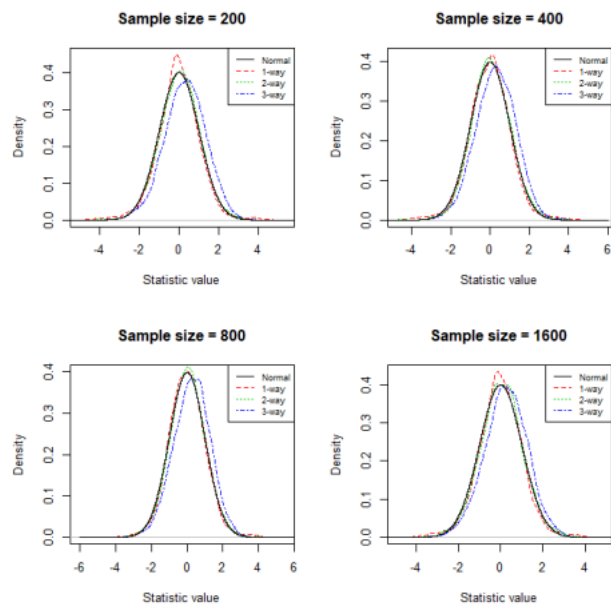 Sample size = 200
Normal
1-way
2-way
3-way
Density
0.0 0.1 0.2 0.3 0.4
-4 -2 0 2 4
Statistic value
Sample size = 400
Normal
1-way
2-way
3-way
Density
0.0 0.1 0.2 0.3 0.4
-4 -2 0 2 4 6
Statistic value
Sample size = 800
Normal
1-way
2-way
3-way
Density
0.0 0.1 0.2 0.3 0.4
-6 -4 -2 0 2 4 6
Statistic value
Sample size = 1600
Normal
1-way
2-way
3-way
Density
0.0 0.1 0.2 0.3 0.4
-4 -2 0 2 4
Statistic value